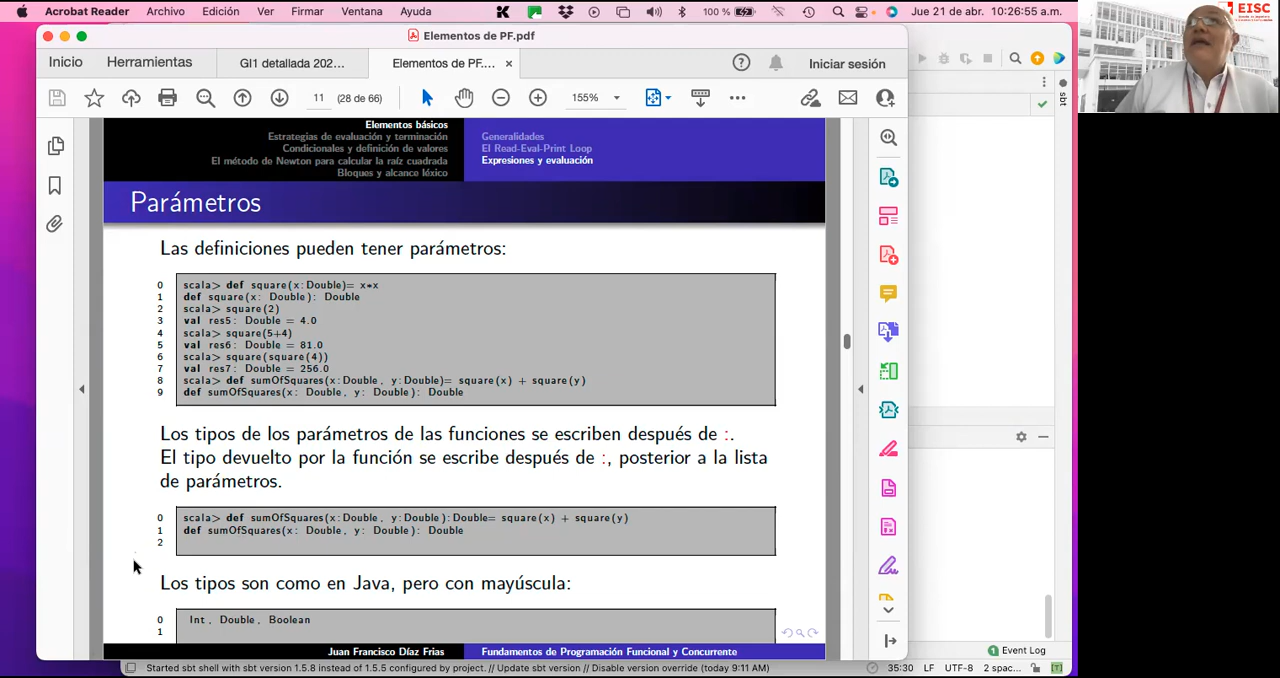 Acrobat Reader Archivo Edición Ver Firmar Ventana Ayuda 100 % Jue 21 de abr. 10:26:55 a.m.
EISC
Elementos de PF.pdf
Inicio Herramientas GI1 detallada 202... Elementos de PF.... × Iniciar sesión
11 (28 de 66) 155%
sbt
Elementos básicos
Estrategias de evaluación y terminación
Condicionales y definición de valores
El método de Newton para calcular la raíz cuadrada
Bloques y alcance léxico
Generalidades
El Read-Eval-Print Loop
Expresiones y evaluación
Parámetros
Las definiciones pueden tener parámetros:
0 scala> def square(x:Double)= x*x
1 def square(x: Double): Double
2 scala> square(2)
3 val res5: Double = 4.0
4 scala> square(5+4)
5 val res6: Double = 81.0
6 scala> square(square(4))
7 val res7: Double = 256.0
8 scala> def sumOfSquares(x:Double, y:Double)= square(x) + square(y)
9 def sumOfSquares(x: Double, y: Double): Double
Los tipos de los parámetros de las funciones se escriben después de :.
El tipo devuelto por la función se escribe después de :, posterior a la lista
de parámetros.
0 scala> def sumOfSquares(x:Double, y:Double):Double= square(x) + square(y)
1 def sumOfSquares(x: Double, y: Double): Double
2
Los tipos son como en Java, pero con mayúscula:
0 Int, Double, Boolean
1
Juan Francisco Díaz Frias Fundamentos de Programación Funcional y Concurrente
1 Event Log
Started sbt shell with sbt version 1.5.8 instead of 1.5.5 configured by project. // Update sbt version // Disable version override (today 9:11 AM) 35:30 LF UTF-8 2 spac...